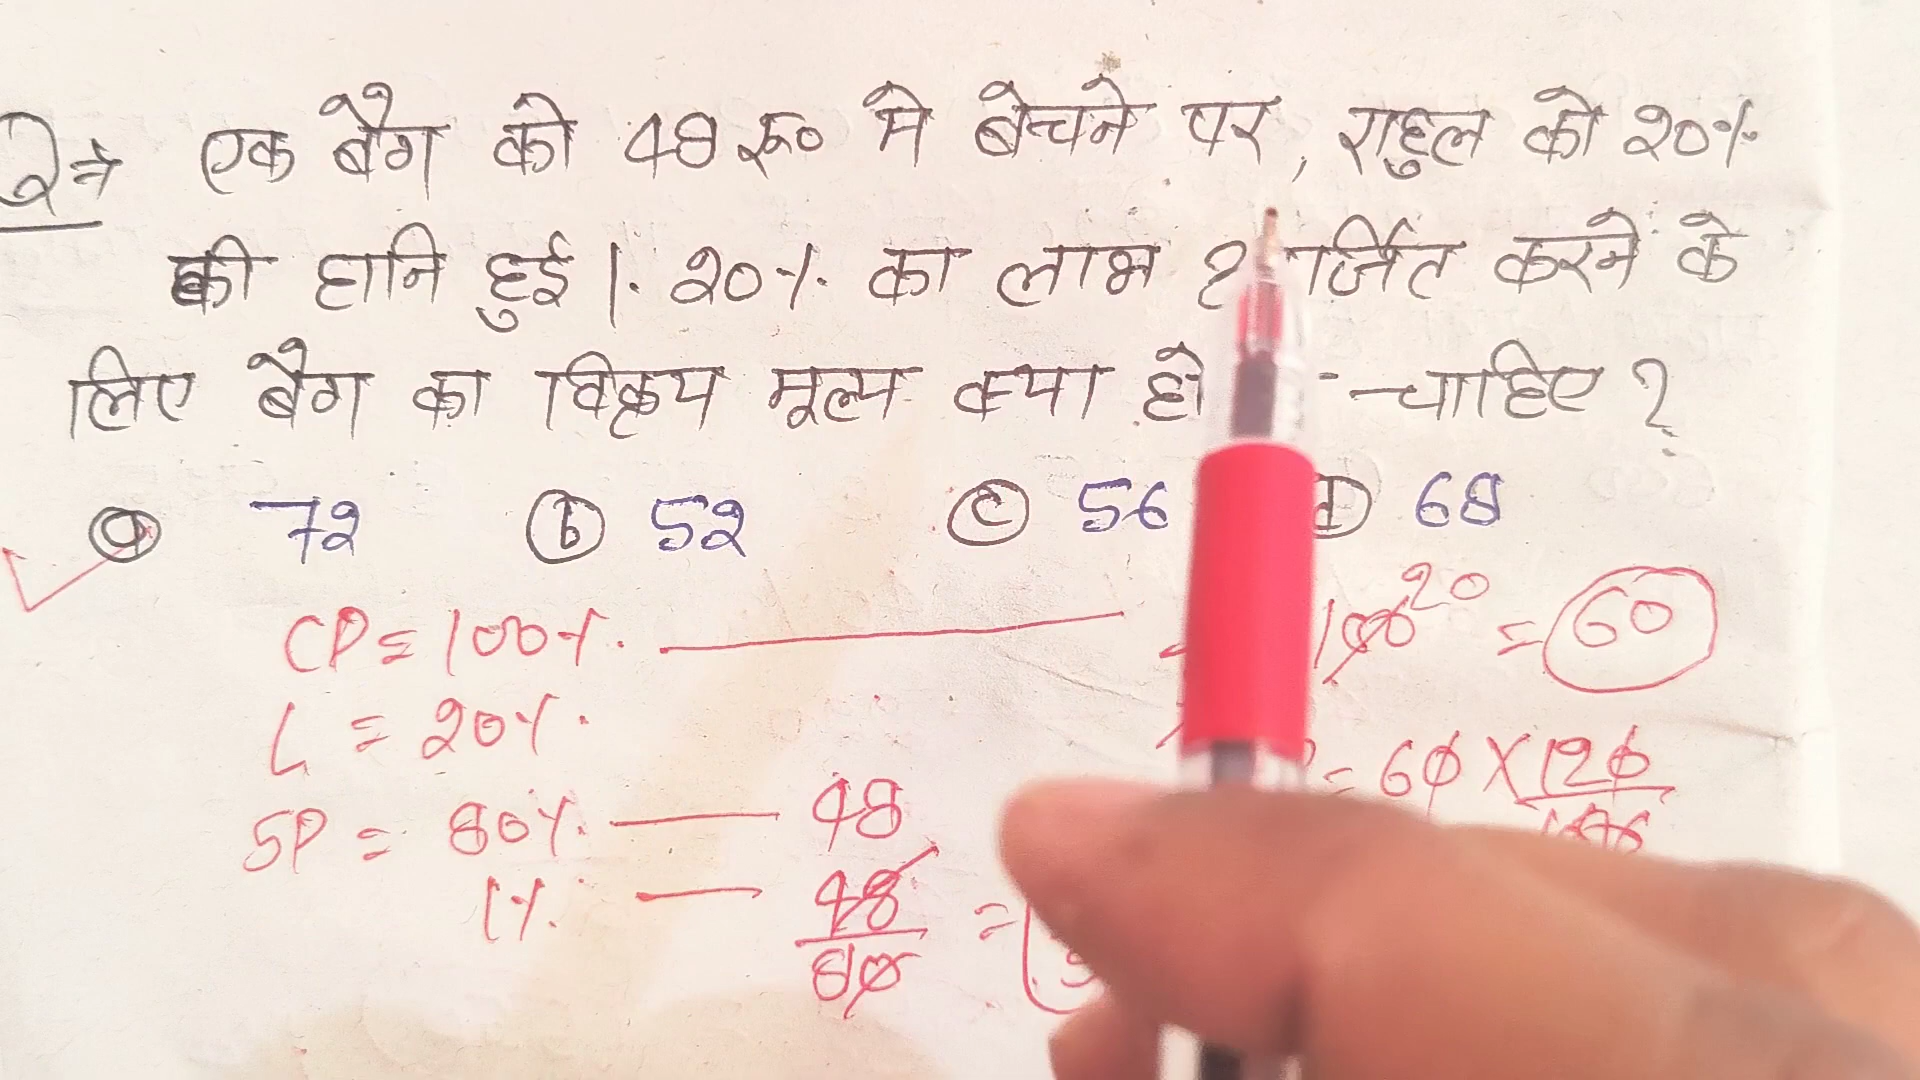 2⇒ एक बैग को 48 रू० मे बेचने पर, राहुल को 20%
की हानि हुई। 20% का लाभ र्जित करने के
लिए बैग का विक्रय मूल्य क्या हो चाहिए ?
ⓐ 72 ⓑ 52 ⓒ 56 ⓓ 68
CP = 100% 100 20 = 60
L = 20%
= 60 × 120/100
SP = 80% — 48
1% — 48/80 =